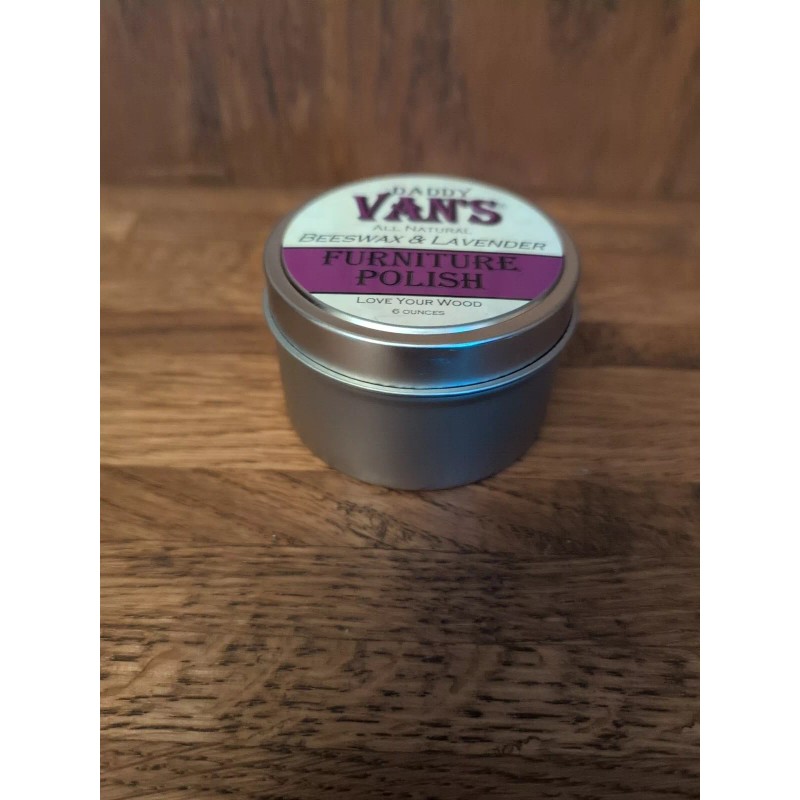 DADDY
VAN'S
ALL NATURAL
BEESWAX & LAVENDER
FURNITURE
POLISH
LOVE YOUR WOOD
6 OUNCES